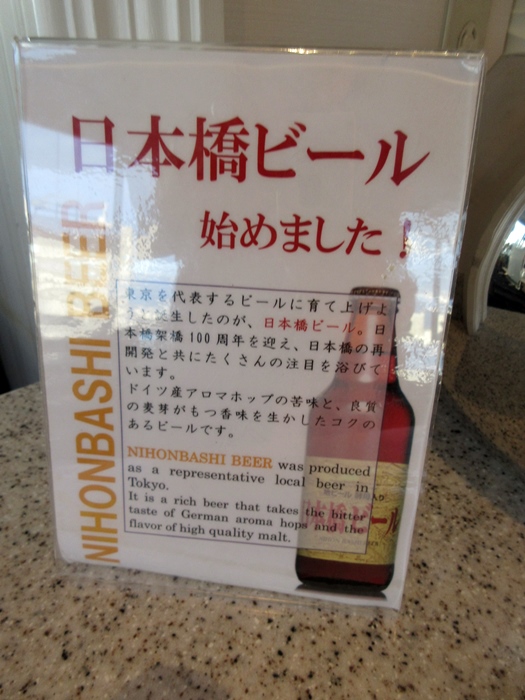 日本橋ビール
始めました!
NIHONBASHI BEER
東京を代表するビールに育て上げよ
うと誕生したのが、日本橋ビール。日
本橋架橋100周年を迎え、日本橋の再
開発と共にたくさんの注目を浴びて
います。
ドイツ産アロマホップの苦味と、良質
の麦芽がもつ香味を生かしたコクの
あるビールです。
NIHONBASHI BEER was produced
as a representative local beer in
Tokyo.
It is a rich beer that takes the bitter
taste of German aroma hops and the
flavor of high quality malt.
本橋ビール